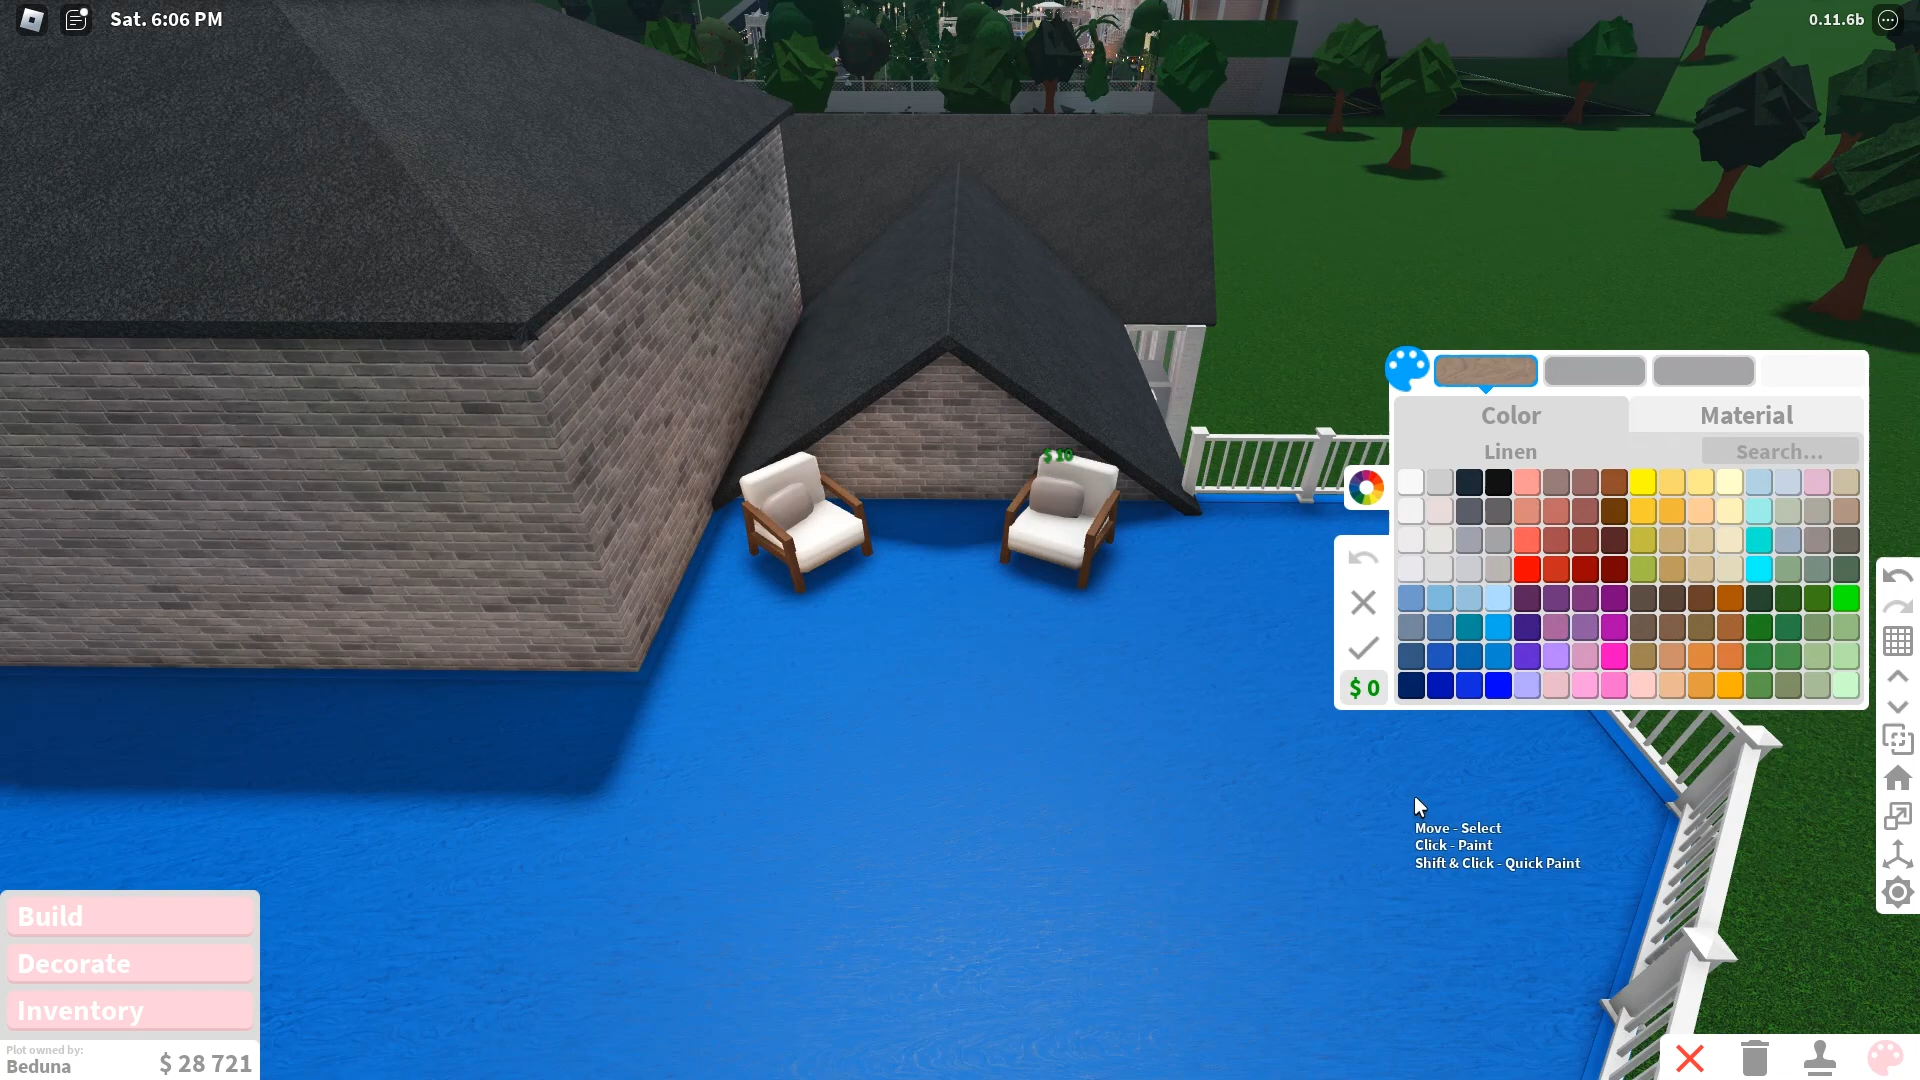 Sat. 6:06 PM
0.11.6b
Color
Material
$ 10
Linen
Search...
$ 0
Move - Select
Click - Paint
Shift & Click - Quick Paint
Build
Decorate
Inventory
Plot owned by:
Beduna
$ 28 721